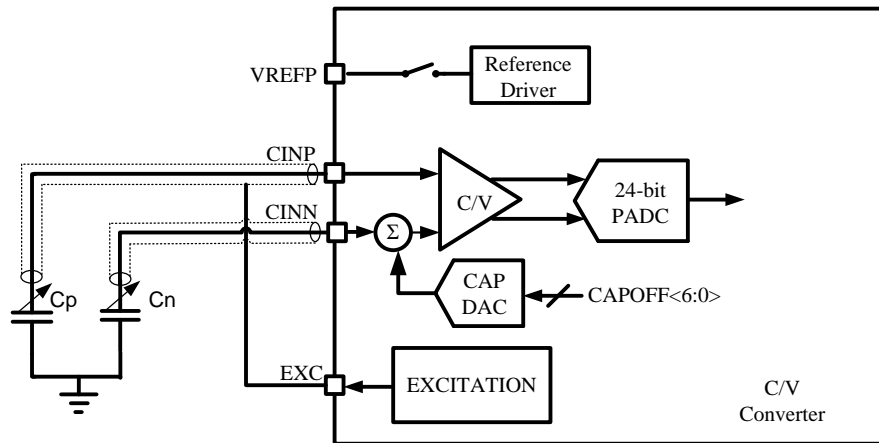 Reference
Driver
VREFP
CINP
CINN
C/V
24-bit
PADC
Σ
CAP
DAC
CAPOFF<6:0>
Cp
Cn
EXC
EXCITATION
C/V
Converter